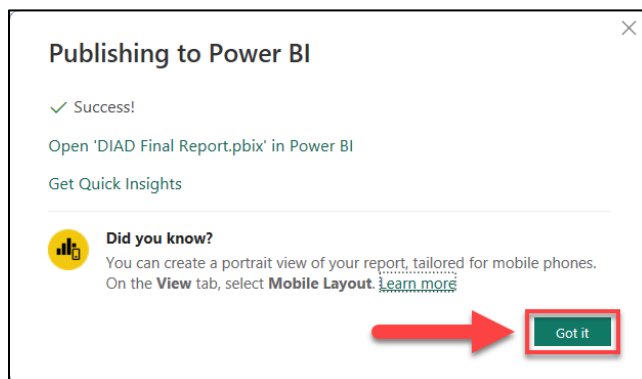 Publishing to Power BI
Success!
Open 'DIAD Final Report.pbix' in Power BI
Get Quick Insights
Did you know?
You can create a portrait view of your report, tailored for mobile phones.
On the View tab, select Mobile Layout. Learn more
Got it